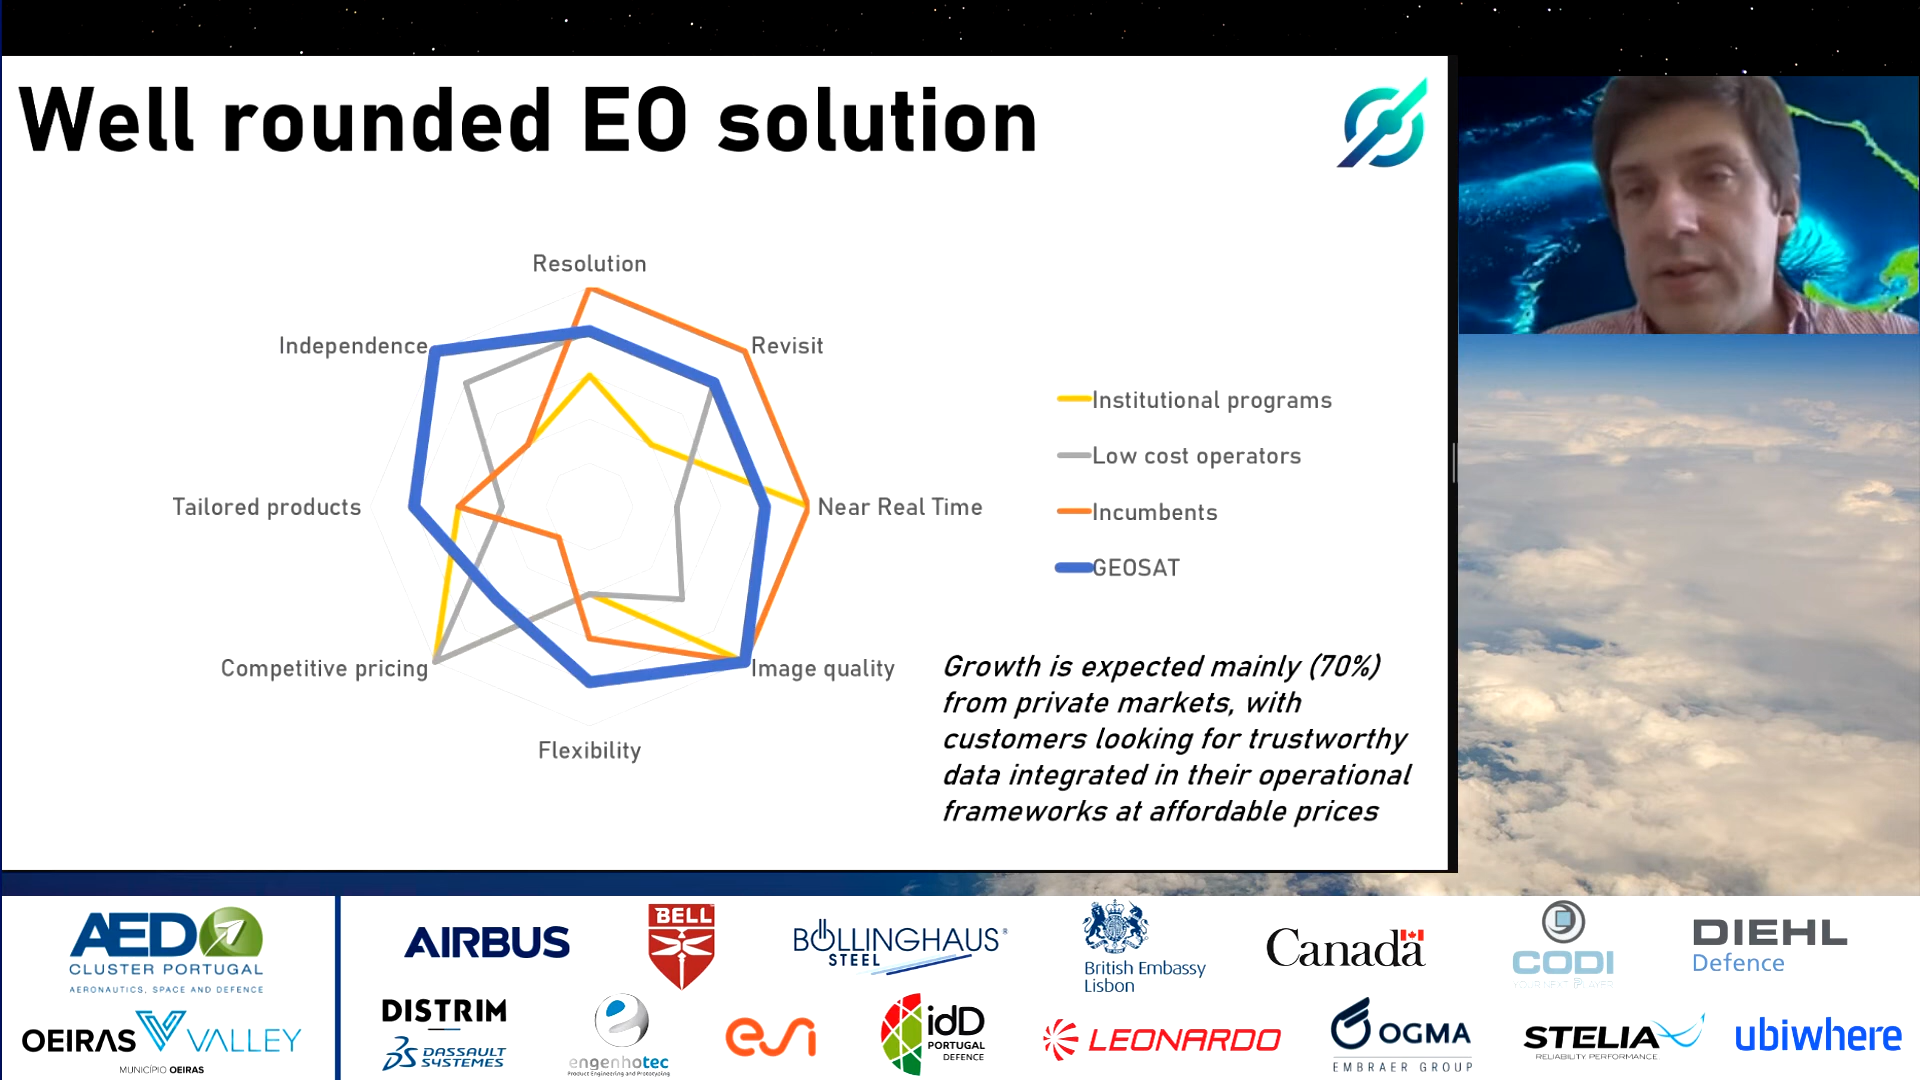 Well rounded EO solution
Resolution
Independence
Revisit
Tailored products
Near Real Time
Competitive pricing
Image quality
Flexibility
Institutional programs
Low cost operators
Incumbents
GEOSAT
Growth is expected mainly (70%)
from private markets, with
customers looking for trustworthy
data integrated in their operational
frameworks at affordable prices
AED
CLUSTER PORTUGAL
AERONAUTICS, SPACE AND DEFENCE
OEIRAS VALLEY
MUNICÍPIO OEIRAS
AIRBUS
BELL
BÖLLINGHAUS®
STEEL
British Embassy
Lisbon
Canada
CODI
YOUR NEXT PLAYER
DIEHL
Defence
DISTRIM
DASSAULT
SYSTEMES
engenhotec
Product Engineering and Prototyping
esi
idD
PORTUGAL
DEFENCE
LEONARDO
OGMA
EMBRAER GROUP
STELIA
RELIABILITY PERFORMANCE
ubiwhere